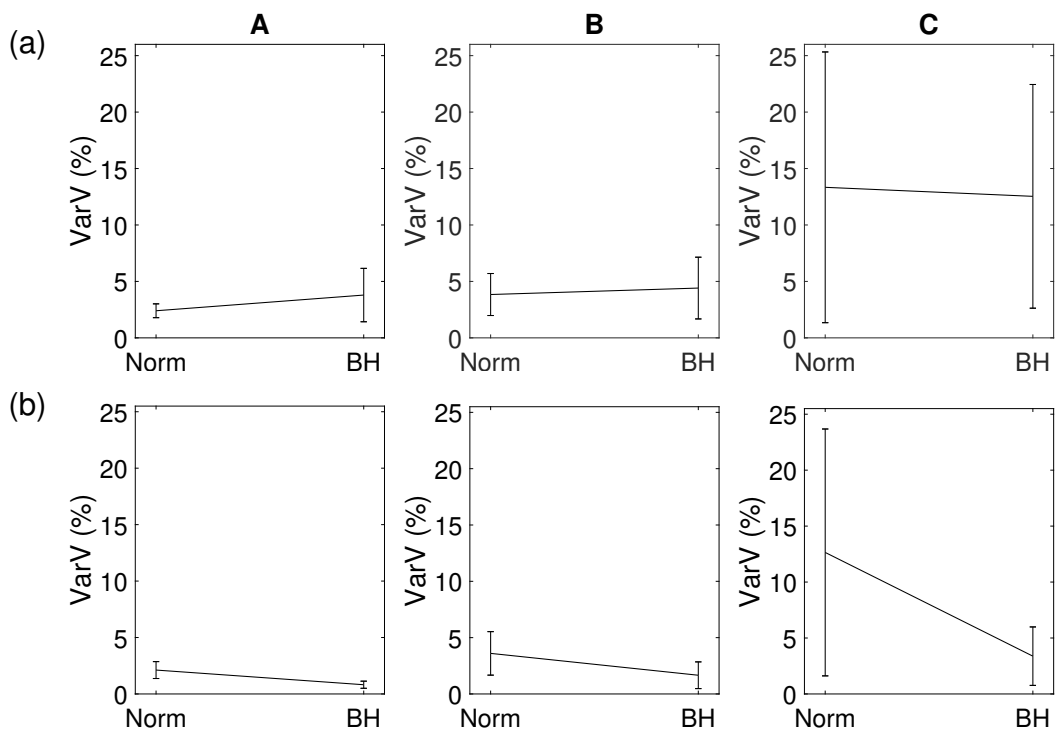 A B C
(a)
25 25 25
20 20 20
15 15 15
10 10 10
5 5 5
0 0 0
VarV (%) VarV (%) VarV (%)
Norm BH Norm BH Norm BH
(b)
25 25 25
20 20 20
15 15 15
10 10 10
5 5 5
0 0 0
VarV (%) VarV (%) VarV (%)
Norm BH Norm BH Norm BH